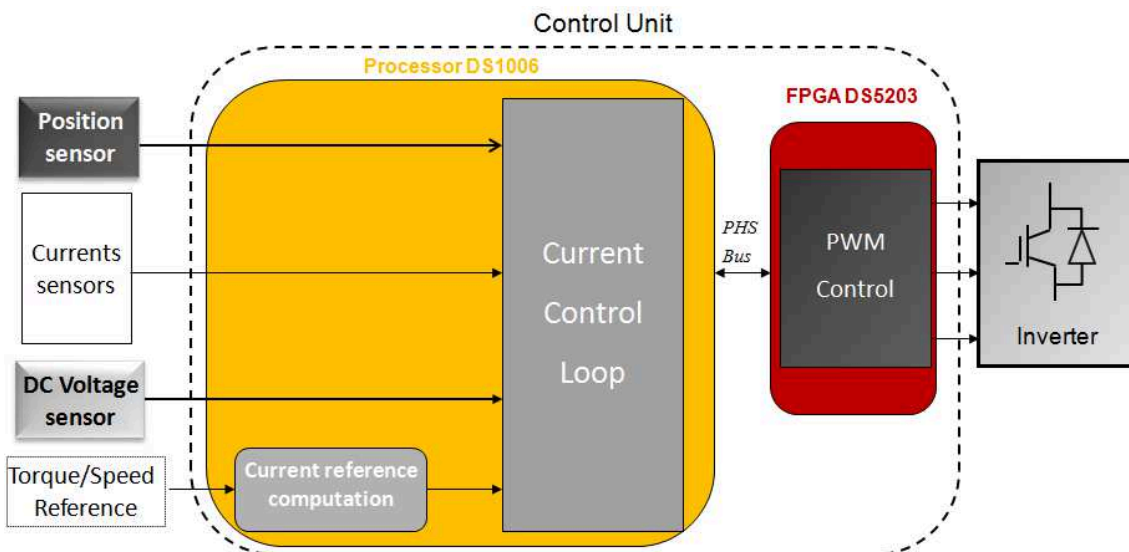 Control Unit
Processor DS1006
FPGA DS5203
Position
sensor
Currents
sensors
DC Voltage
sensor
Torque/Speed
Reference
Current reference
computation
Current
Control
Loop
PHS
Bus
PWM
Control
Inverter